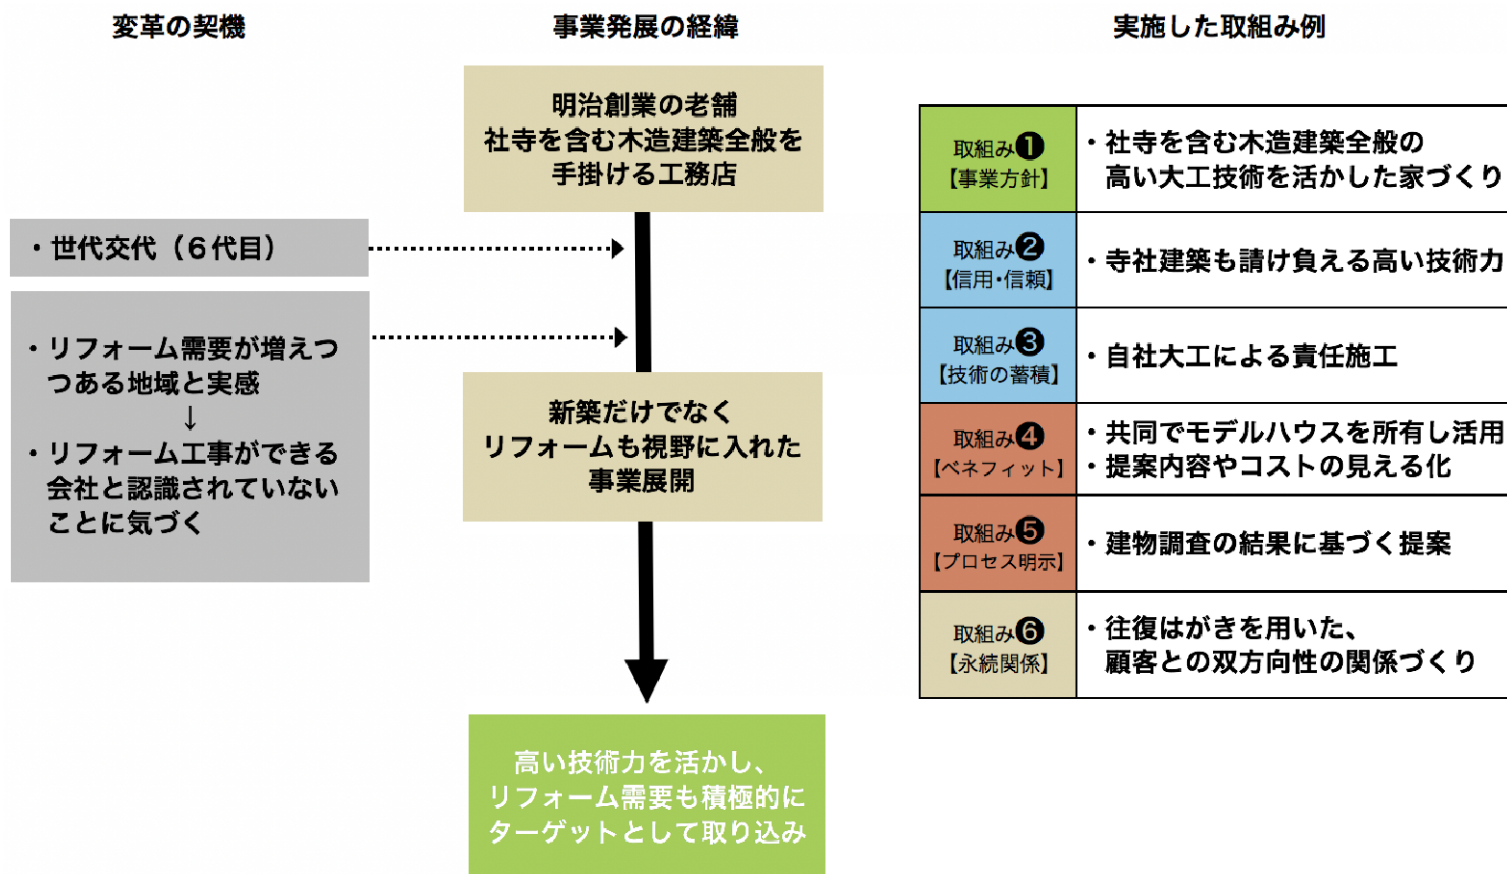 変革の契機
事業発展の経緯
実施した取組み例
・世代交代（６代目）
・リフォーム需要が増えつ
つある地域と実感
↓
・リフォーム工事ができる
会社と認識されていない
ことに気づく
明治創業の老舗
社寺を含む木造建築全般を
手掛ける工務店
新築だけでなく
リフォームも視野に入れた
事業展開
高い技術力を活かし、
リフォーム需要も積極的に
ターゲットとして取り込み
取組み❶
【事業方針】
・社寺を含む木造建築全般の
高い大工技術を活かした家づくり
取組み❷
【信用・信頼】
・寺社建築も請け負える高い技術力
取組み❸
【技術の蓄積】
・自社大工による責任施工
取組み❹
【ベネフィット】
・共同でモデルハウスを所有し活用
・提案内容やコストの見える化
取組み❺
【プロセス明示】
・建物調査の結果に基づく提案
取組み❻
【永続関係】
・往復はがきを用いた、
顧客との双方向性の関係づくり